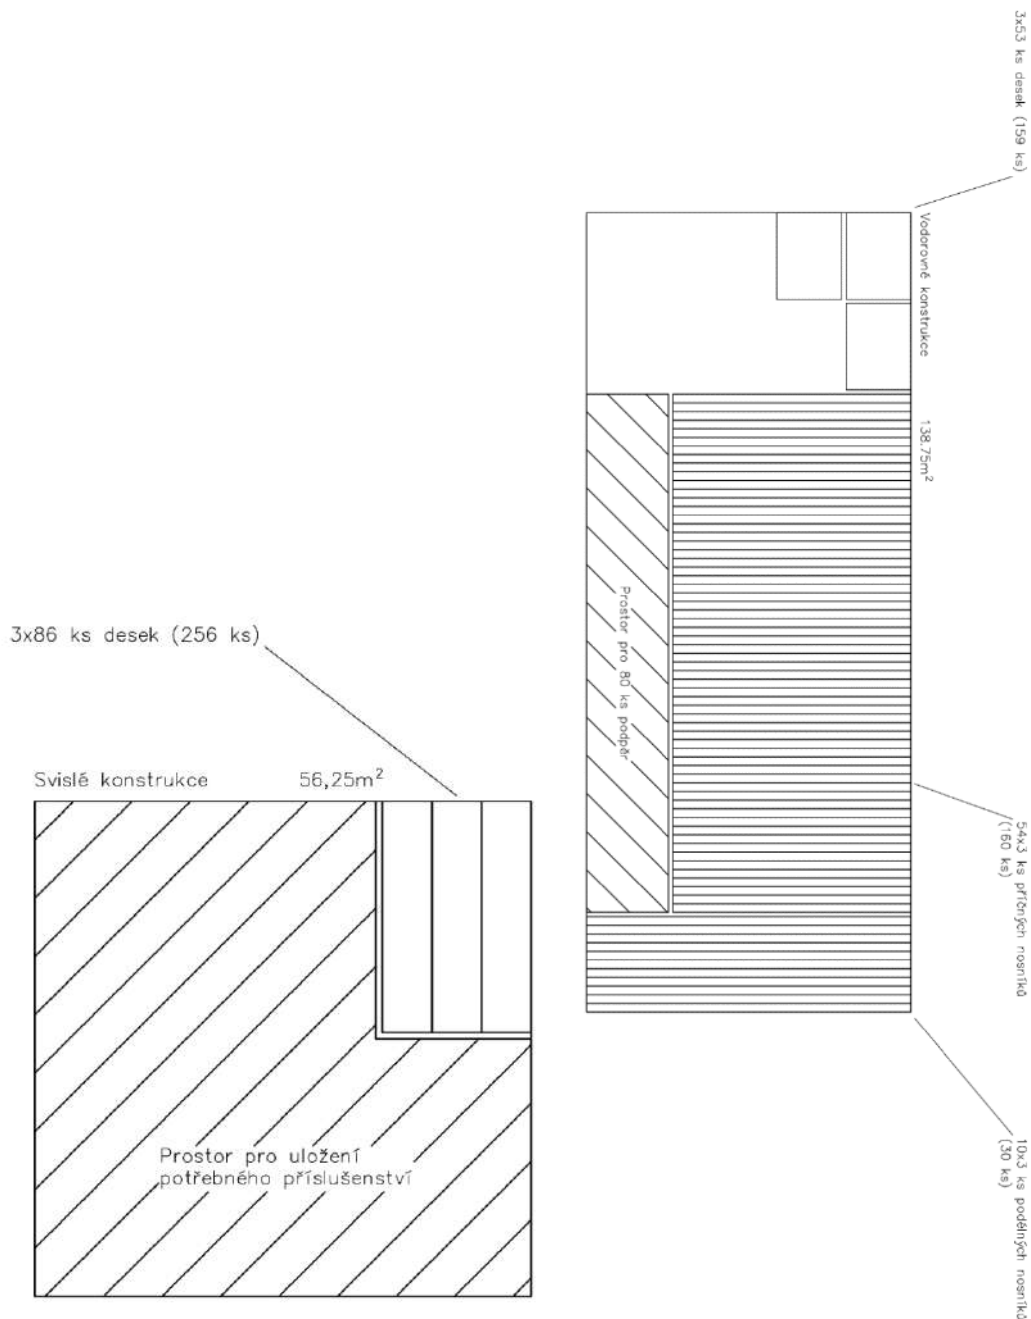 3x53 ks desek (159 ks)
Vodorovné konstrukce 138.75m²
Prostor pro 80 ks podpěr
54x3 ks příčných nosníků
(160 ks)
10x3 ks podélných nosníků
(30 ks)
3x86 ks desek (256 ks)
Svislé konstrukce 56,25m²
Prostor pro uložení
potřebného příslušenství